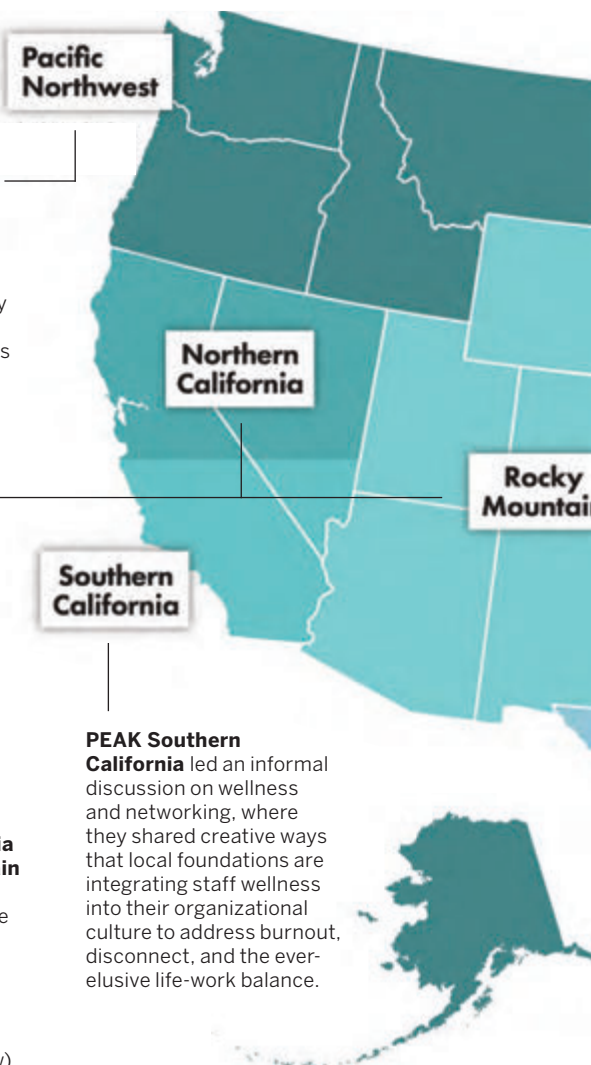 Pacific
Northwest
y
s
Northern
California
Rocky
Southern
California
PEAK Southern
California led an informal
discussion on wellness
and networking, where
they shared creative ways
that local foundations are
integrating staff wellness
into their organizational
culture to address burnout,
disconnect, and the ever-
elusive life-work balance.
ia
in
e